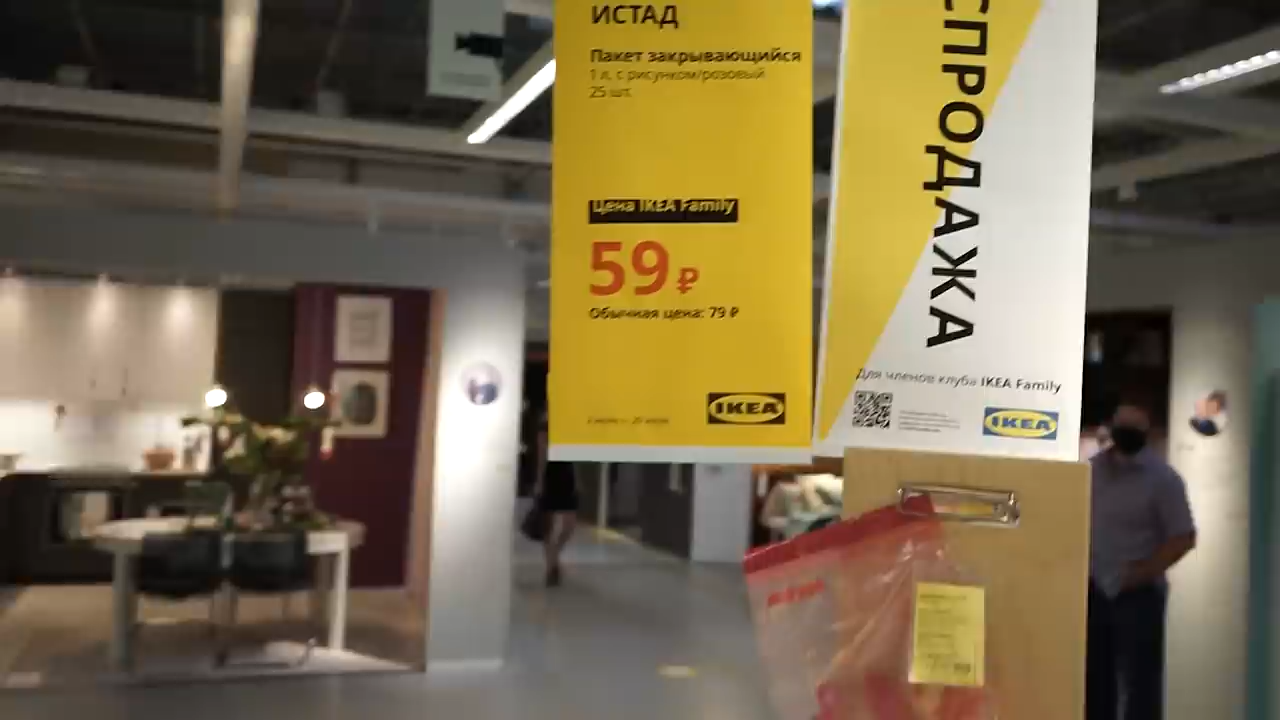 ИСТАД
Пакет закрывающийся
1 л, с рисунком/розовый
25 шт.
Цена IKEA Family
59 ₽
Обычная цена: 79 ₽
IKEA
СПРОДАЖА
Для членов клуба IKEA Family
IKEA